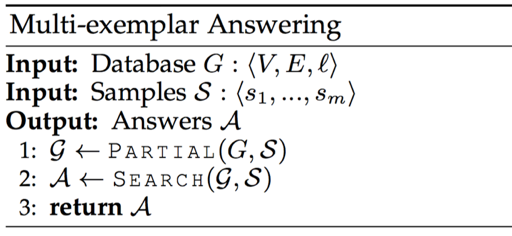 Multi-exemplar Answering
Input: Database G : ⟨V, E, ℓ⟩
Input: Samples 𝒮 : ⟨s₁, ..., sₘ⟩
Output: Answers 𝒜
1: 𝒢 ← PARTIAL(G, 𝒮)
2: 𝒜 ← SEARCH(𝒢, 𝒮)
3: return 𝒜